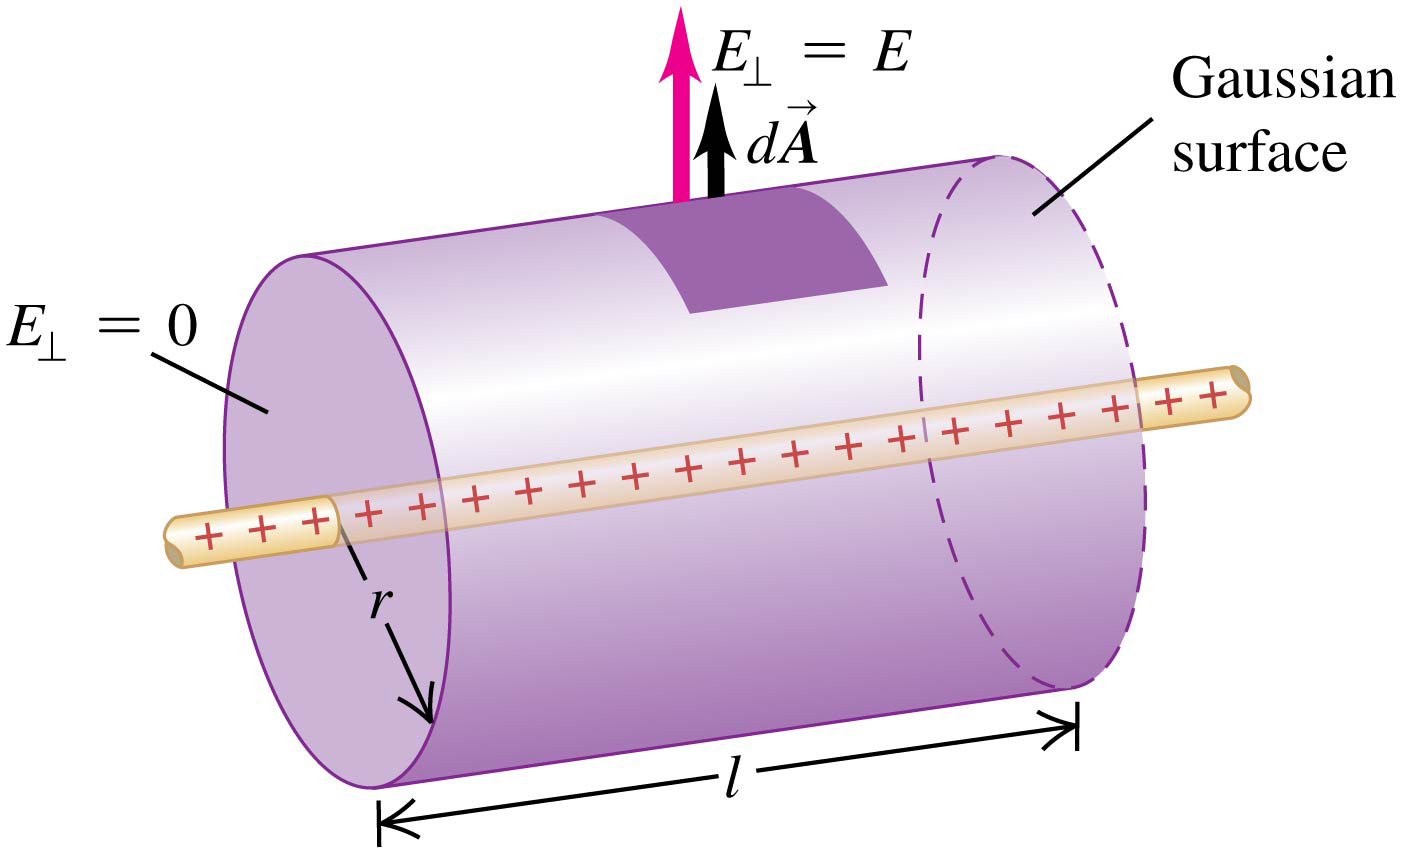 E⊥ = E
dA⃗
Gaussian
surface
E⊥ = 0
+ + + + + + + + + + + + + + + + + + + +
r
l